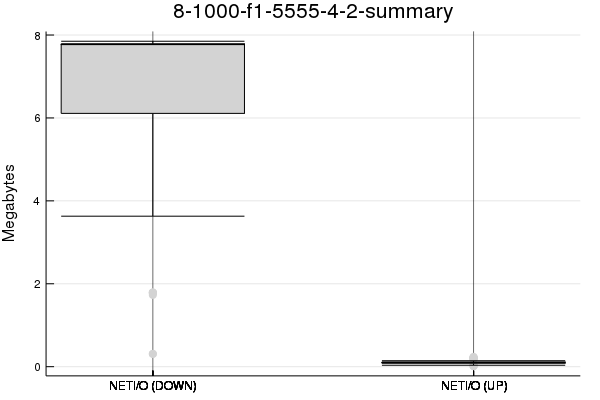 8-1000-f1-5555-4-2-summary
Megabytes
8
6
4
2
0
NETI/O (DOWN)
NETI/O (UP)